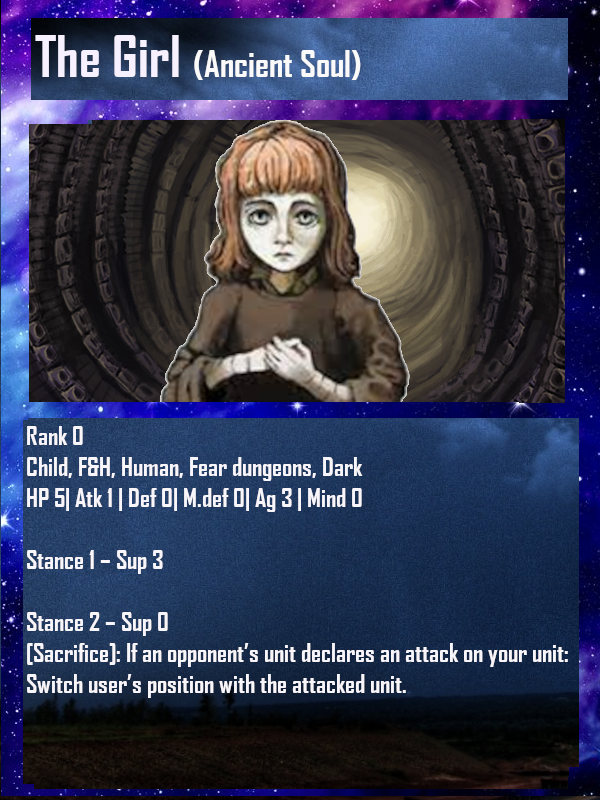 The Girl (Ancient Soul)
Rank 0
Child, F&H, Human, Fear dungeons, Dark
HP 5| Atk 1 | Def 0| M.def 0| Ag 3 | Mind 0
Stance 1 – Sup 3
Stance 2 – Sup 0
[Sacrifice]: If an opponent’s unit declares an attack on your unit:
Switch user’s position with the attacked unit.